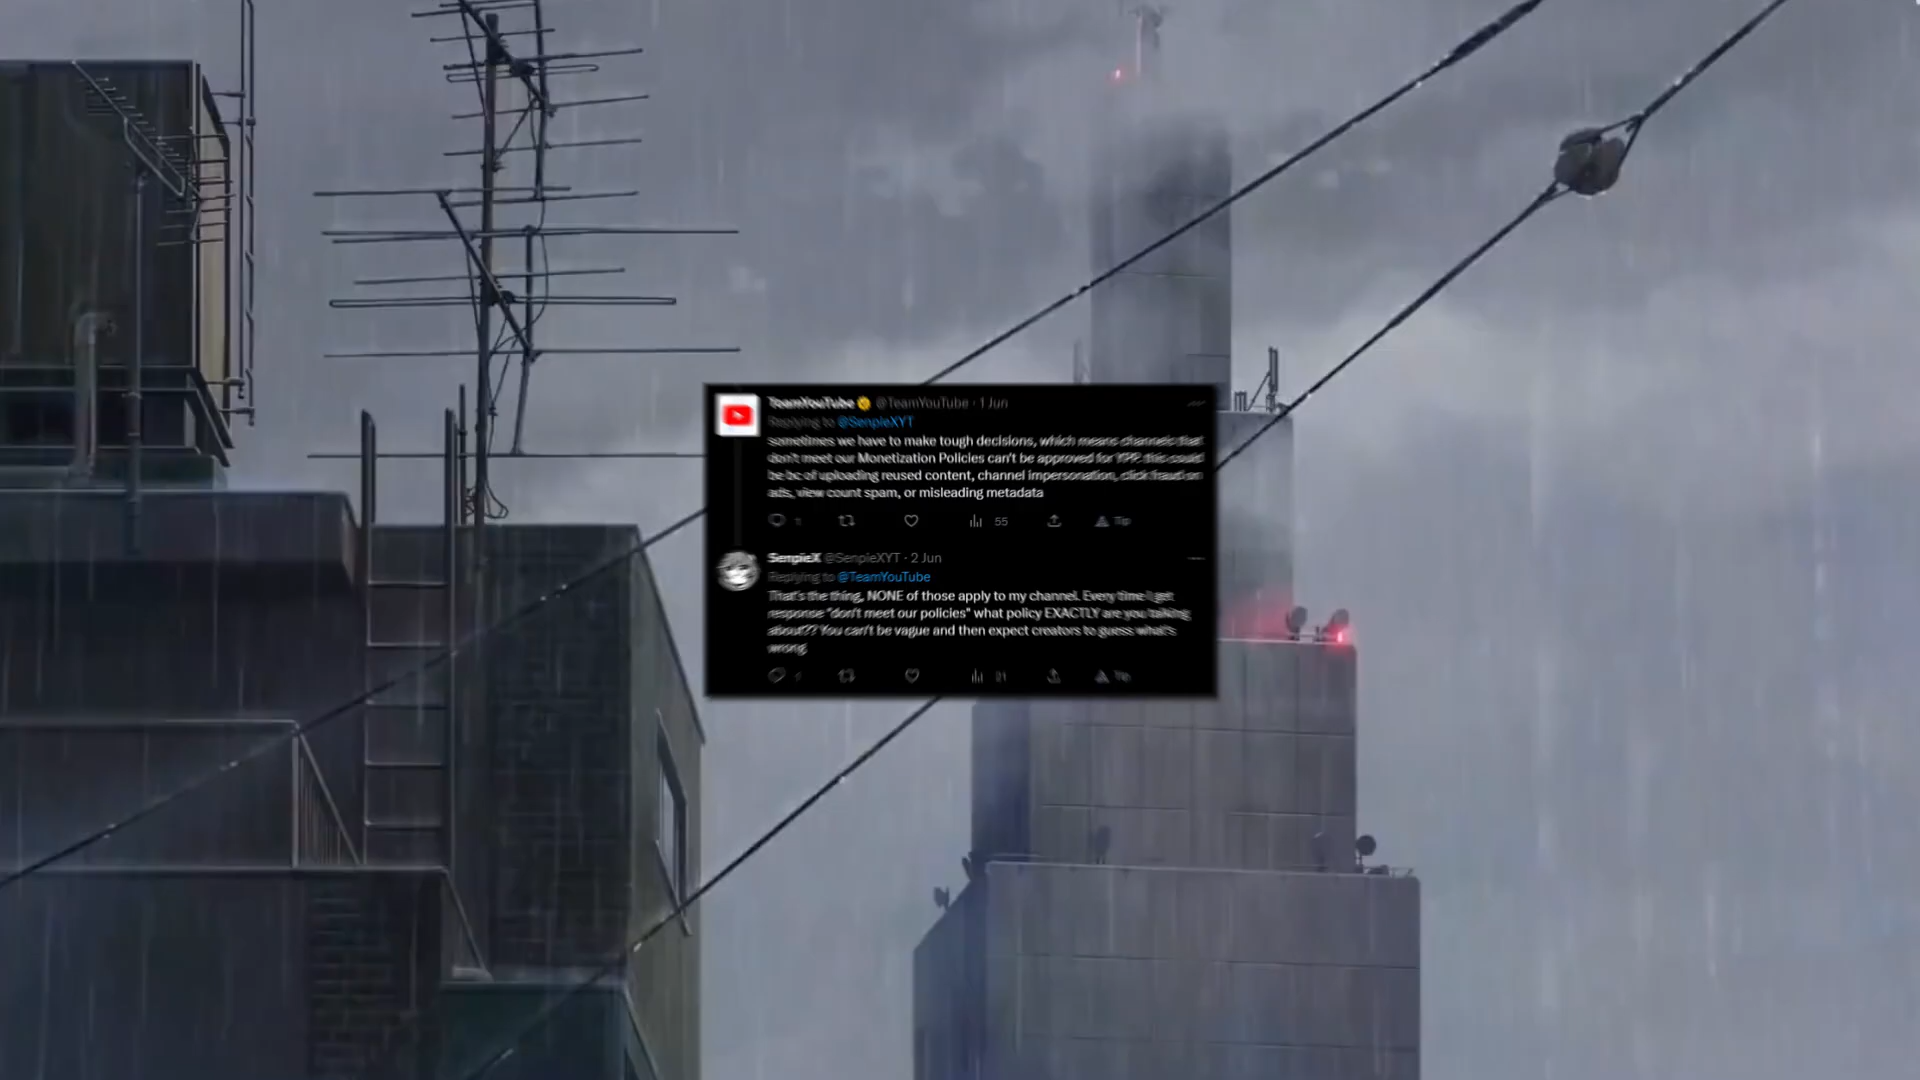 TeamYouTube @TeamYouTube · 1 Jun
Replying to @SenpieXYT
sometimes we have to make tough decisions, which means channels that
don't meet our Monetization Policies can't be approved for YPP. this could
be bc of uploading reused content, channel impersonation, click fraud on
ads, view count spam, or misleading metadata
1 55 Tip
SenpieX @SenpieXYT · 2 Jun
Replying to @TeamYouTube
That's the thing, NONE of those apply to my channel. Every time I get
response "don't meet our policies" what policy EXACTLY are you talking
about?? You can't be vague and then expect creators to guess what's
wrong.
31 Tip